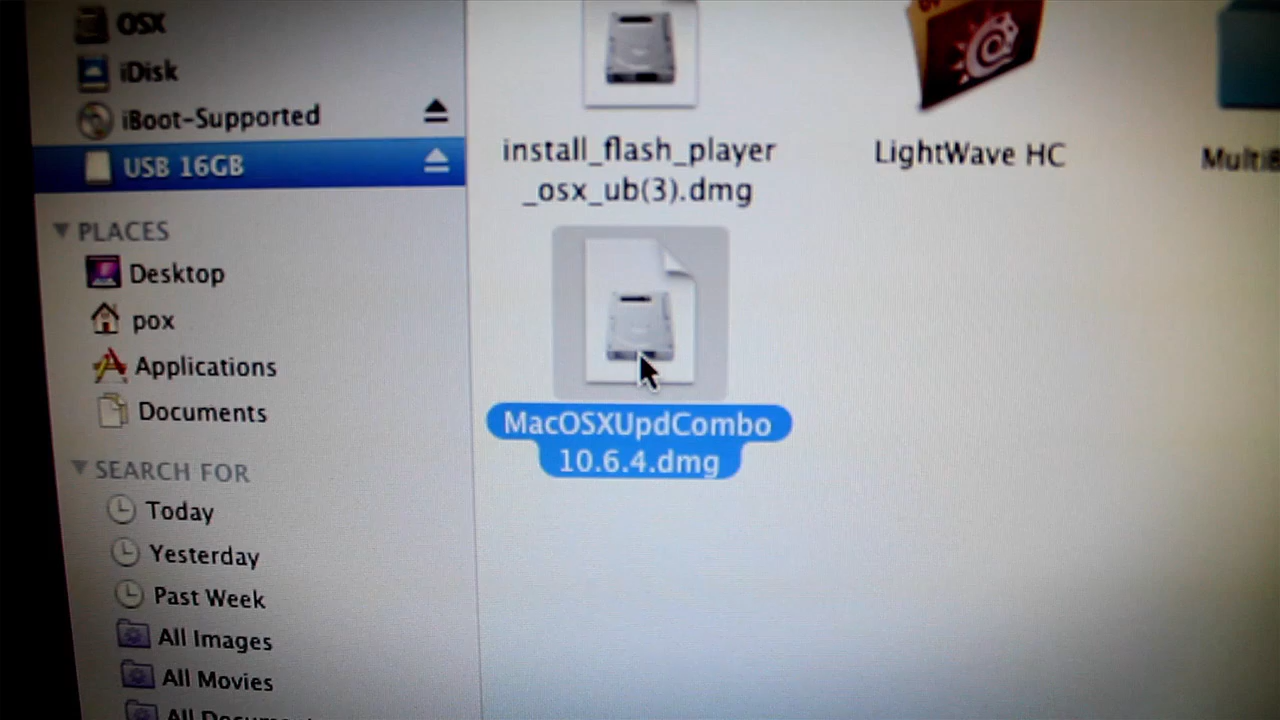 OSX
iDisk
iBoot-Supported
USB 16GB
PLACES
Desktop
pox
Applications
Documents
SEARCH FOR
Today
Yesterday
Past Week
All Images
All Movies
install_flash_player
_osx_ub(3).dmg
LightWave HC
MacOSXUpdCombo
10.6.4.dmg